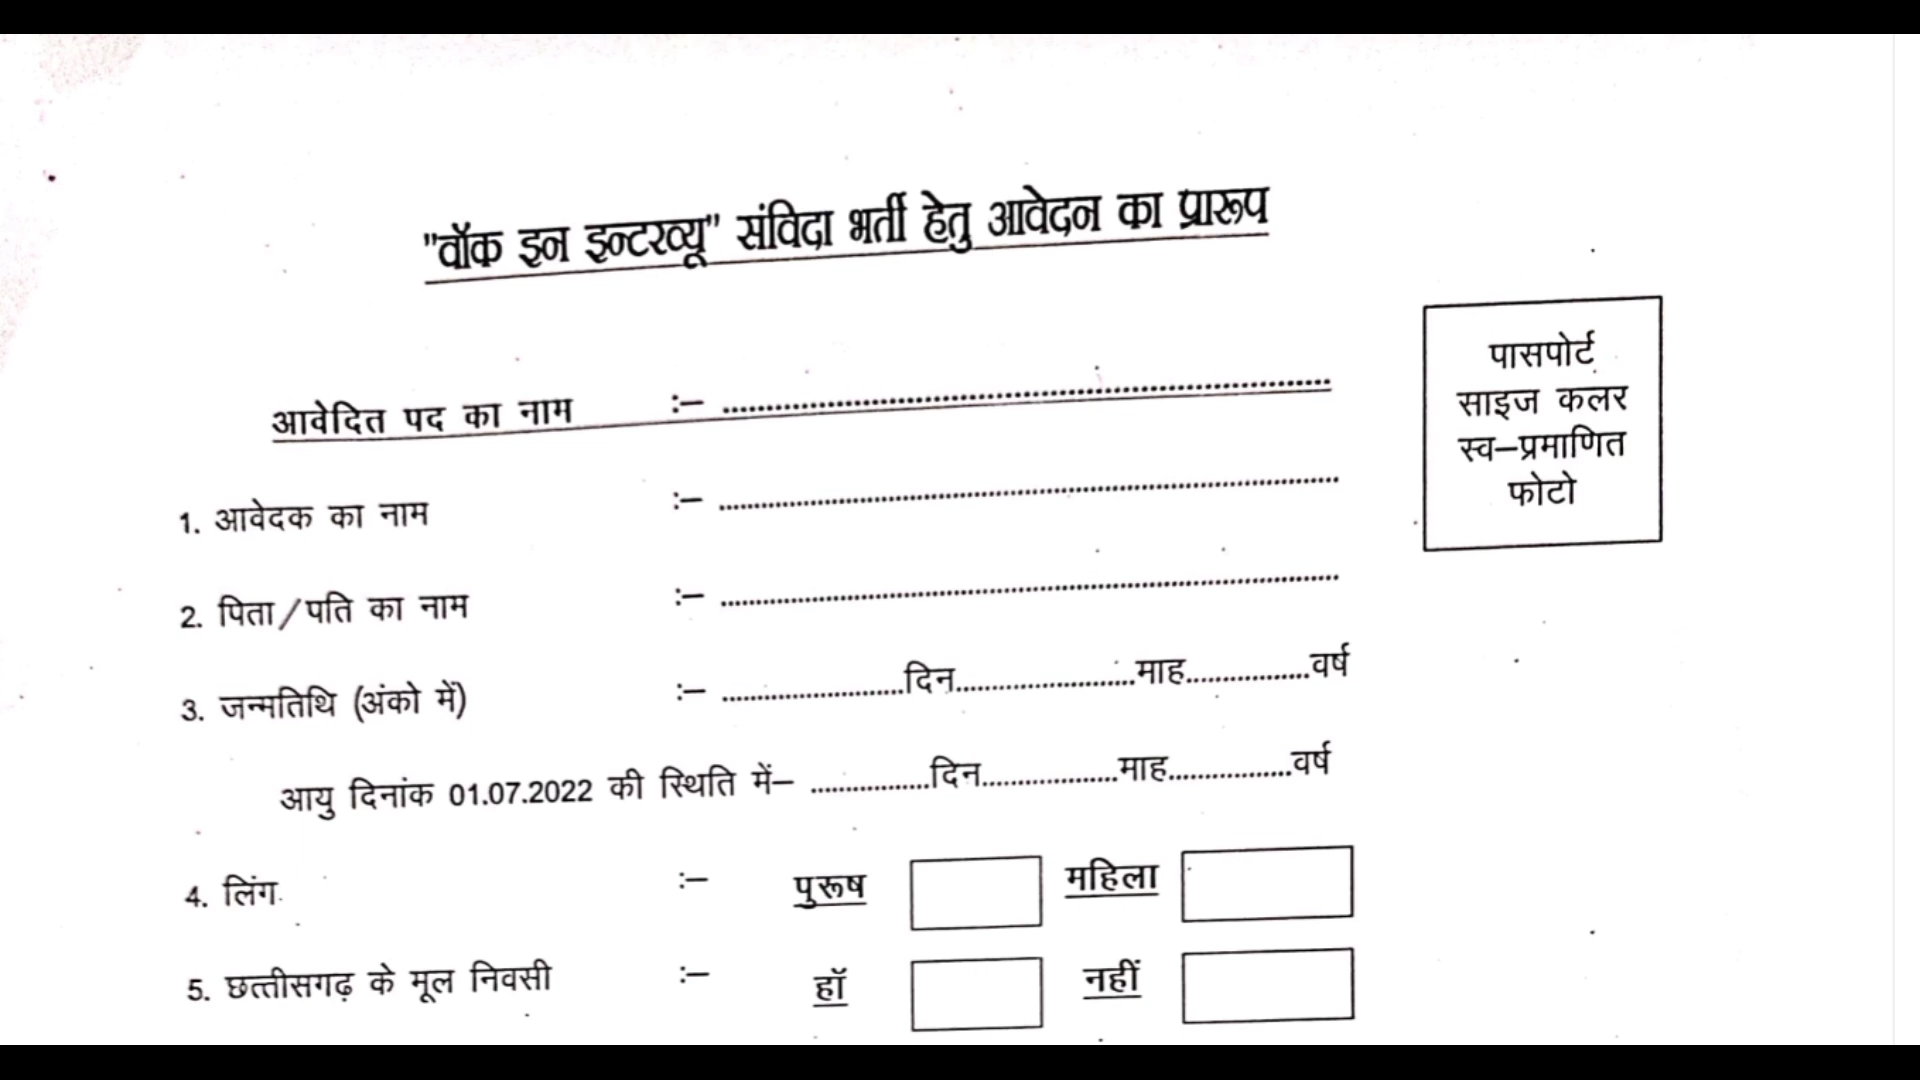 "वॉक इन इन्टरव्यू" संविदा भर्ती हेतु आवेदन का प्रारूप
आवेदित पद का नाम :– ..........................................................
पासपोर्ट
साइज कलर
स्व–प्रमाणित
फोटो
1. आवेदक का नाम :– ..........................................................
2. पिता/पति का नाम :– ..........................................................
3. जन्मतिथि (अंको में) :– ....................दिन....................माह..............वर्ष
आयु दिनांक 01.07.2022 की स्थिति में– ..............दिन................माह..............वर्ष
4. लिंग :– पुरूष महिला
5. छत्तीसगढ़ के मूल निवसी :– हॉ नहीं